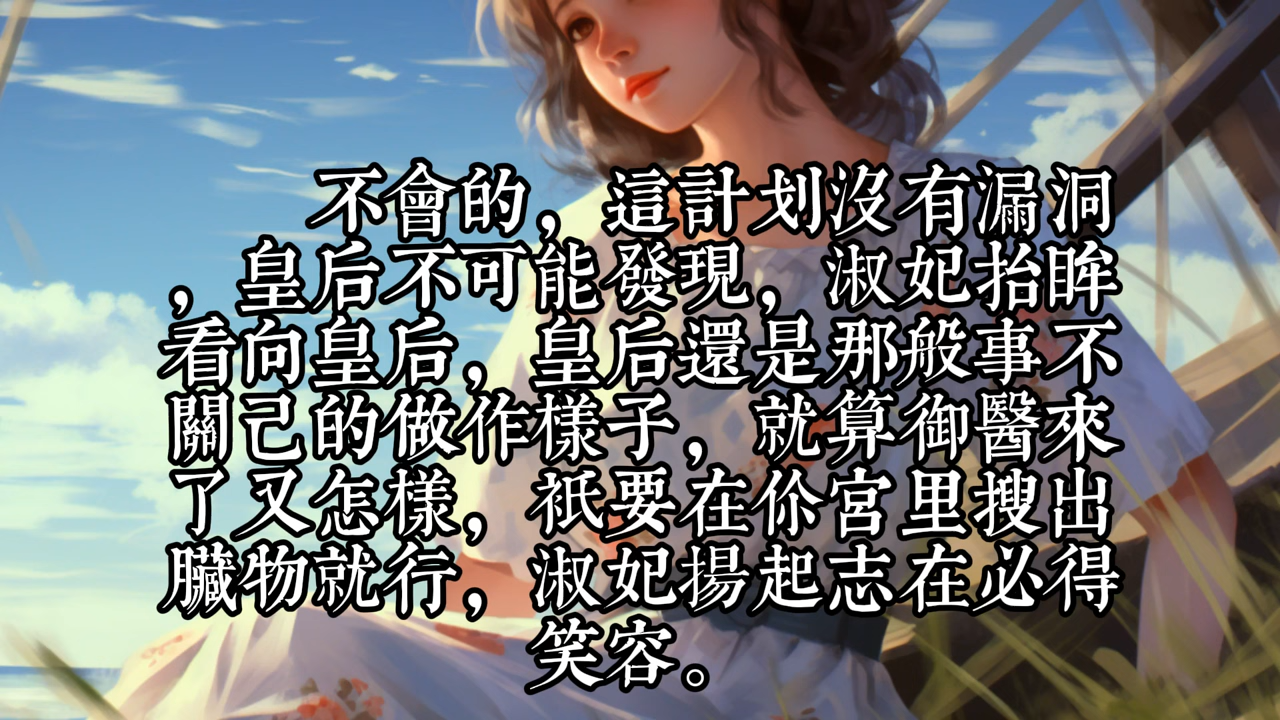 不會的，這計划沒有漏洞
，皇后不可能發現，淑妃抬眸
看向皇后，皇后還是那般事不
關己的做作樣子，就算御醫來
了又怎樣，祇要在伱宮里搜出
臟物就行，淑妃揚起志在必得
笑容。